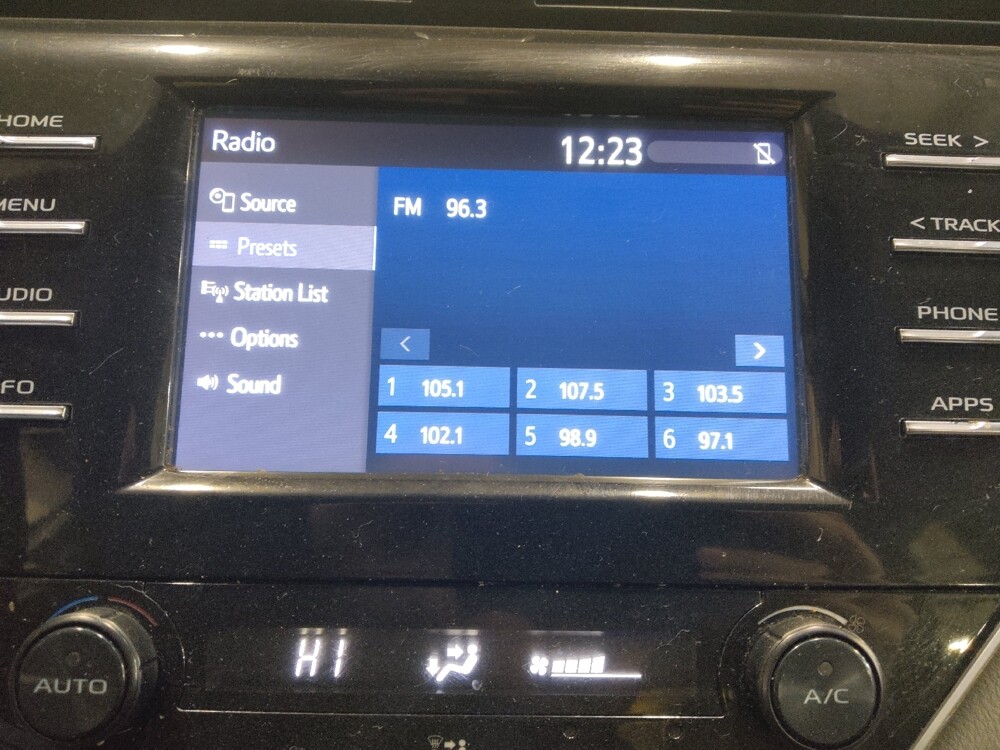 HOME
MENU
UDIO
FO
Radio
12:23
Source
Presets
Station List
Options
Sound
FM 96.3
<
>
1 105.1
2 107.5
3 103.5
4 102.1
5 98.9
6 97.1
SEEK >
< TRACK
PHONE
APPS
HI
AUTO
A/C